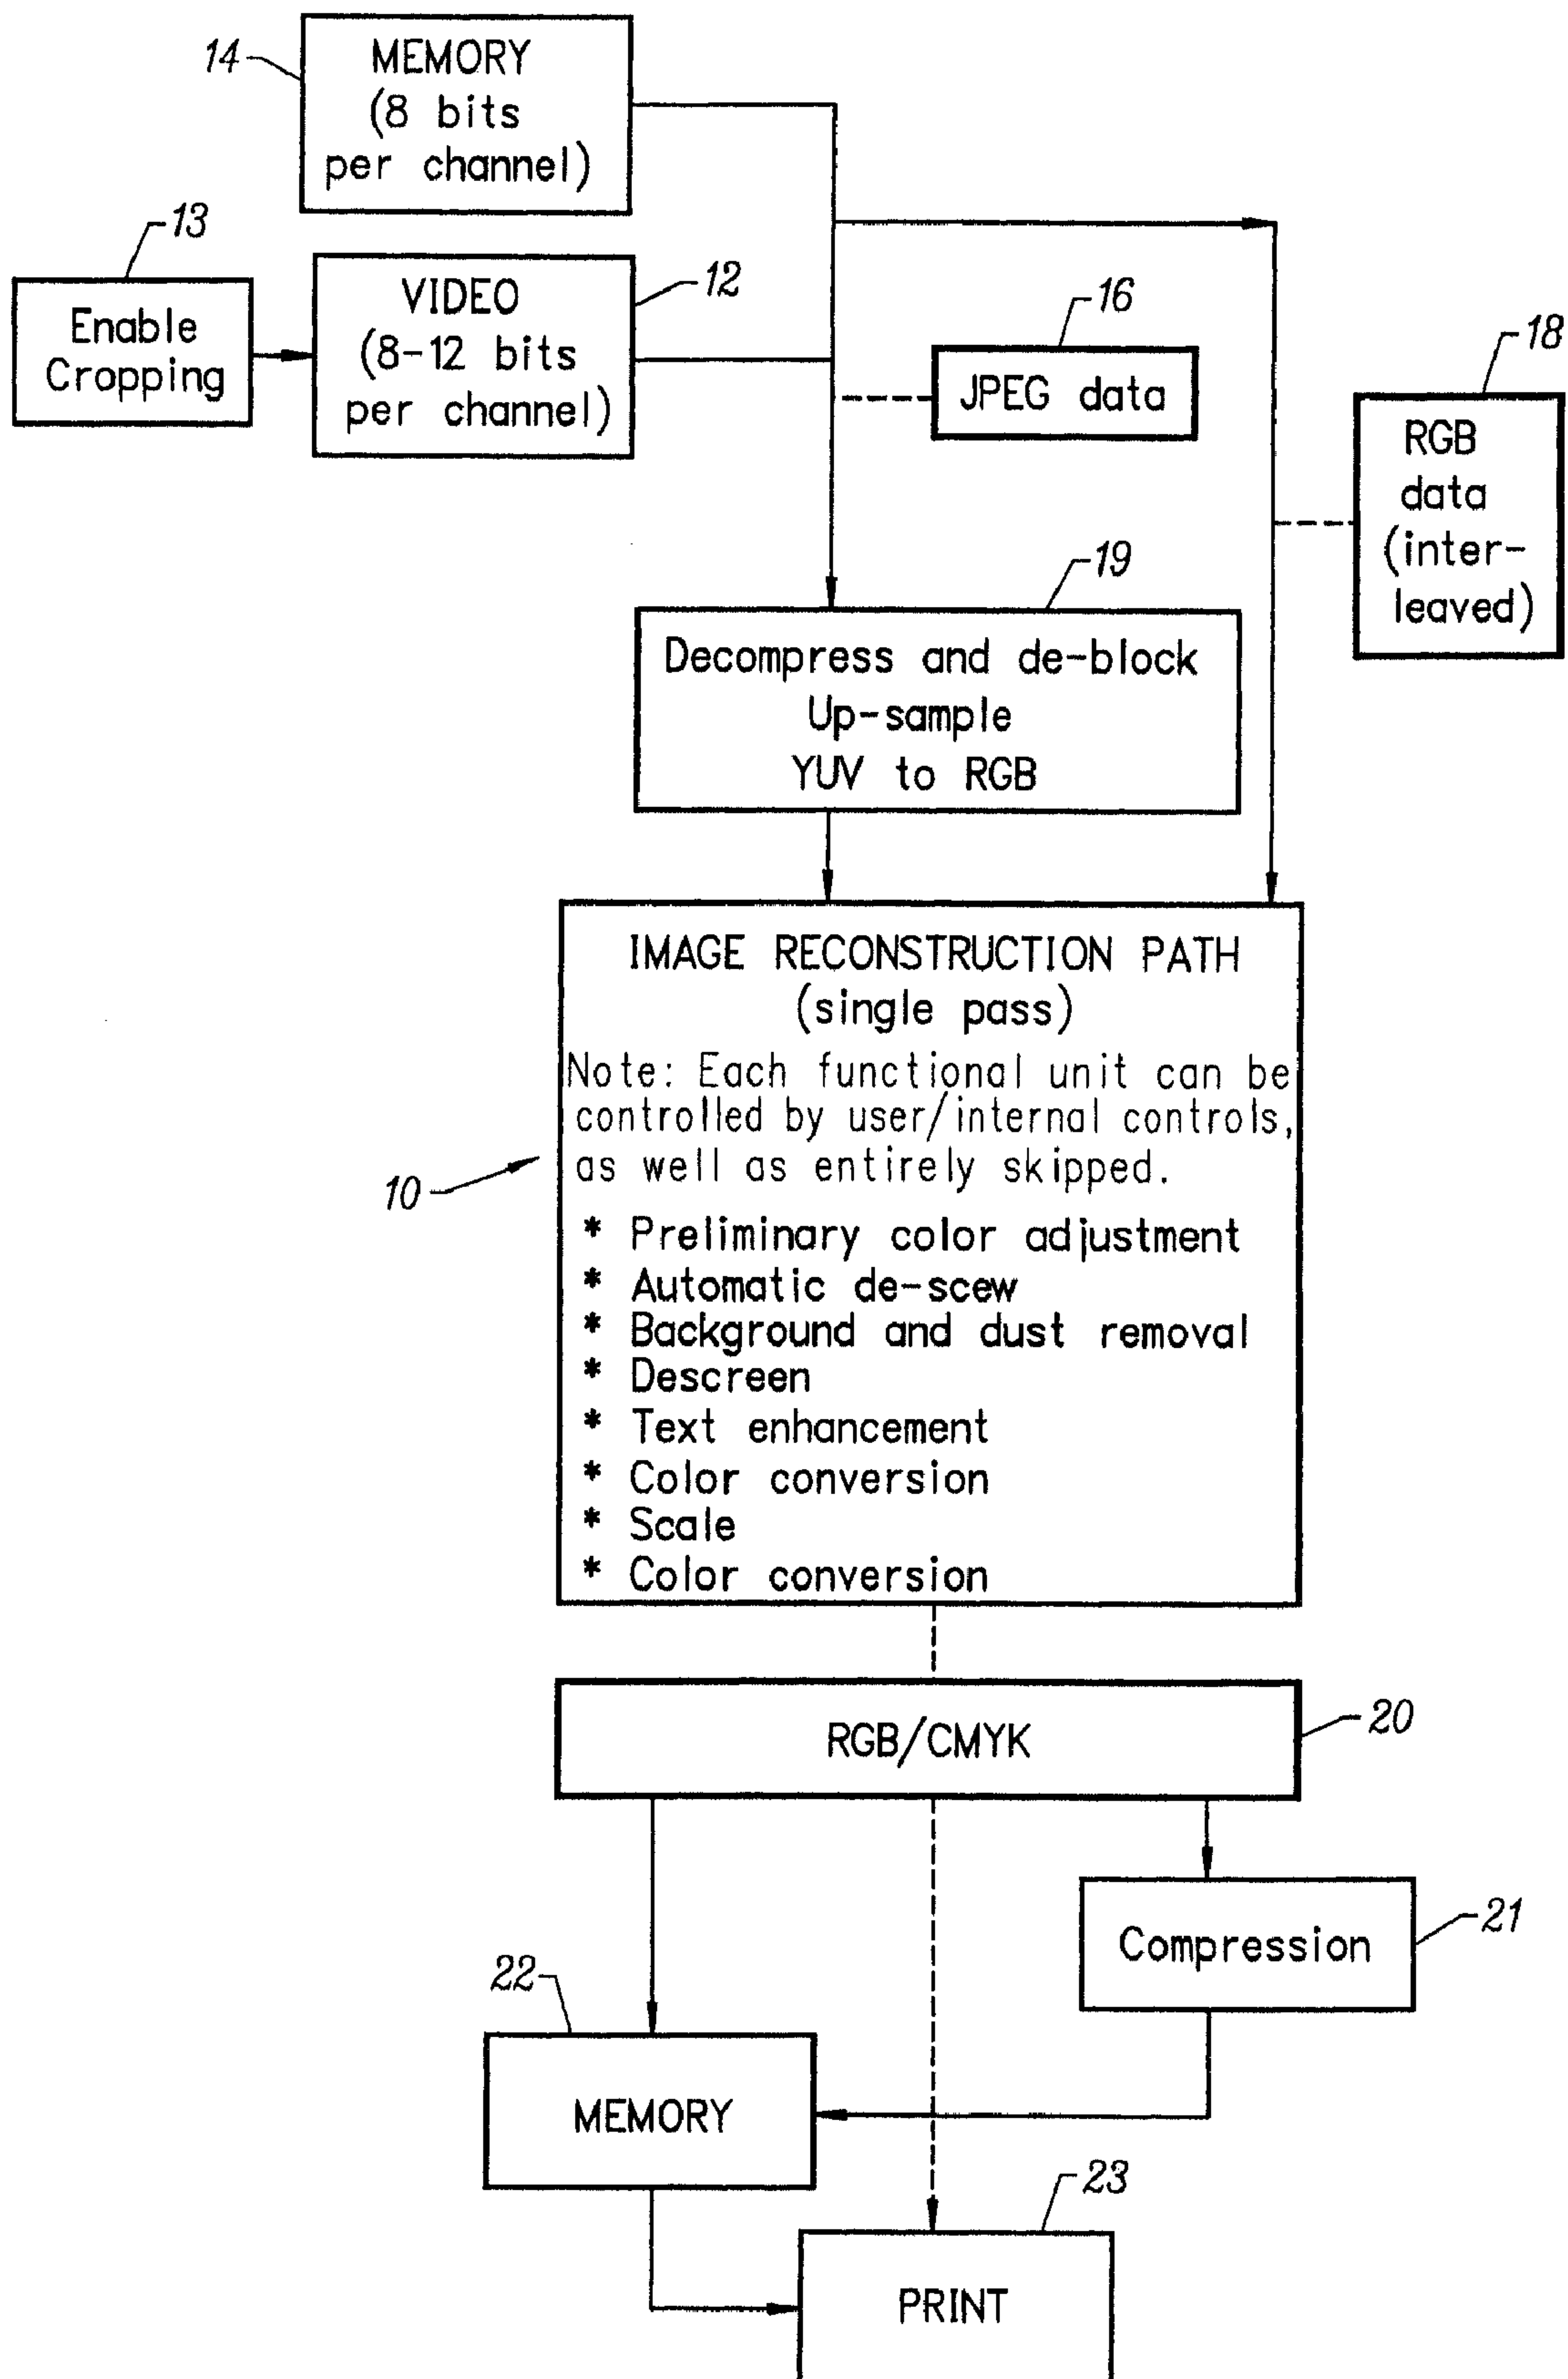 14
MEMORY
(8 bits
per channel)
13
Enable
Cropping
VIDEO
(8-12 bits
per channel)
12
16
JPEG data
18
RGB
data
(inter-
leaved)
19
Decompress and de-block
Up-sample
YUV to RGB
IMAGE RECONSTRUCTION PATH
(single pass)
Note: Each functional unit can be
controlled by user/internal controls,
as well as entirely skipped.
10
* Preliminary color adjustment
* Automatic de-scew
* Background and dust removal
* Descreen
* Text enhancement
* Color conversion
* Scale
* Color conversion
RGB/CMYK
20
Compression
21
22
MEMORY
23
PRINT